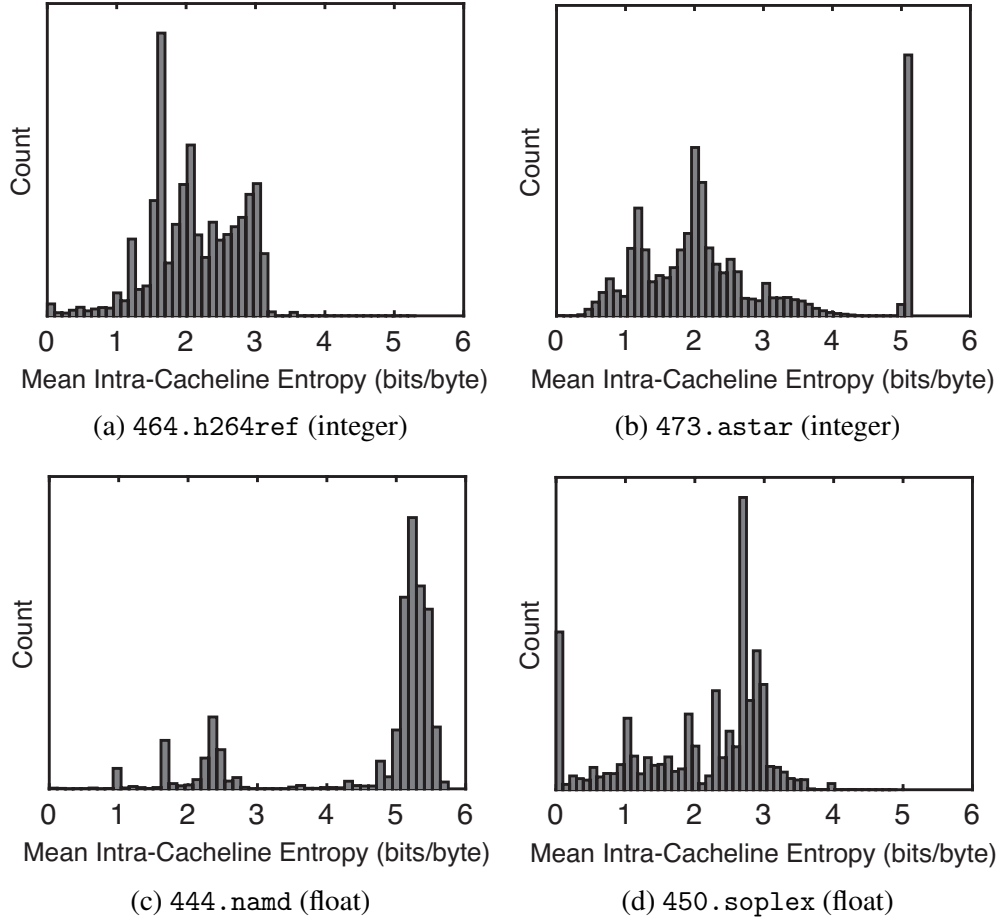 Count
0 1 2 3 4 5 6
Mean Intra-Cacheline Entropy (bits/byte)
(a) 464.h264ref (integer)
Count
0 1 2 3 4 5 6
Mean Intra-Cacheline Entropy (bits/byte)
(b) 473.astar (integer)
Count
0 1 2 3 4 5 6
Mean Intra-Cacheline Entropy (bits/byte)
(c) 444.namd (float)
Count
0 1 2 3 4 5 6
Mean Intra-Cacheline Entropy (bits/byte)
(d) 450.soplex (float)